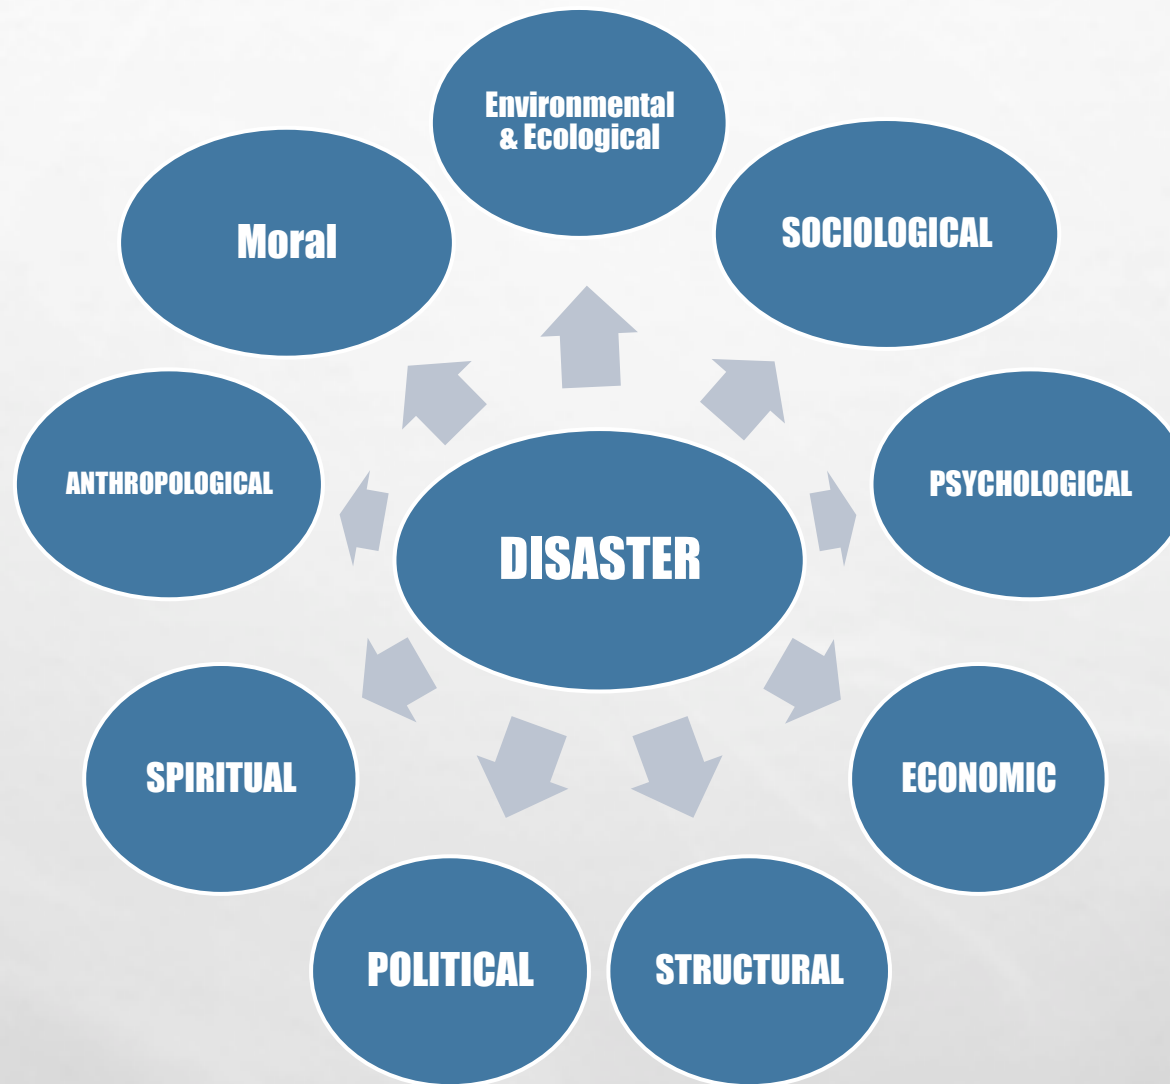 Environmental
& Ecological
SOCIOLOGICAL
Moral
ANTHROPOLOGICAL
PSYCHOLOGICAL
DISASTER
SPIRITUAL
ECONOMIC
POLITICAL
STRUCTURAL